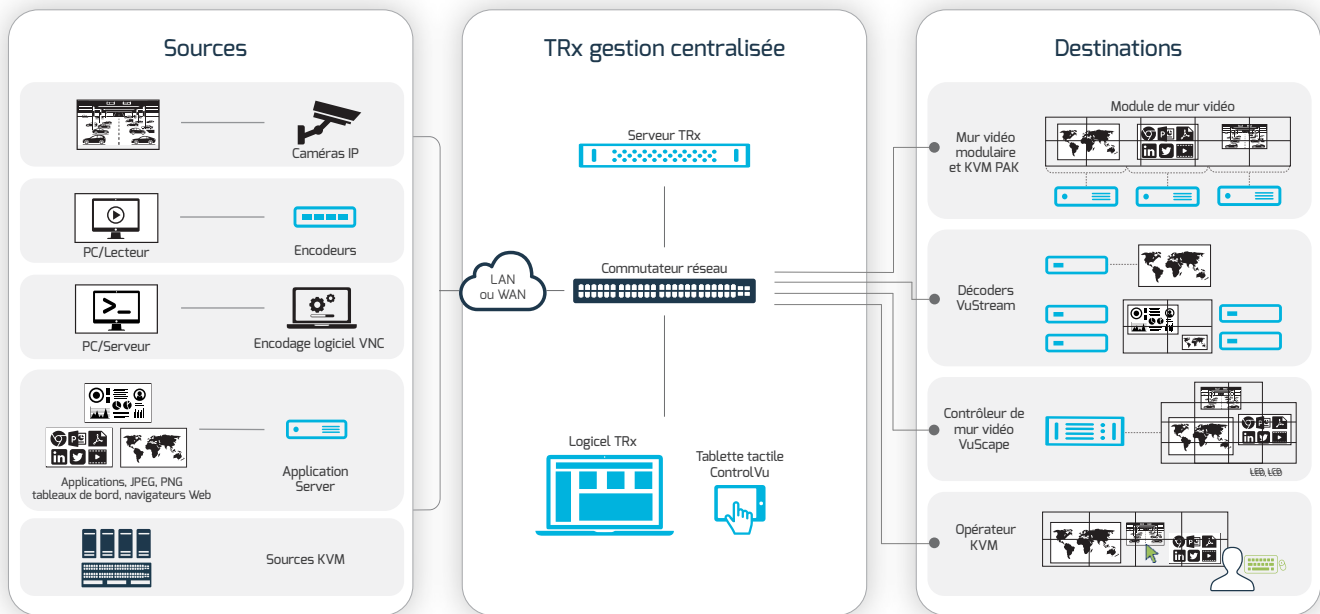 Sources
Caméras IP
PC/Lecteur
Encodeurs
PC/Serveur
Encodage logiciel VNC
Applications, JPEG, PNG
tableaux de bord, navigateurs Web
Application
Server
Sources KVM
TRx gestion centralisée
Serveur TRx
LAN
ou WAN
Commutateur réseau
Logicel TRx
Tablette tactile
ControlVu
Destinations
Module de mur vidéo
Mur vidéo
modulaire
et KVM PAK
Décoders
VuStream
Contrôleur de
mur vidéo
VuScape
LED, LED
Opérateur
KVM